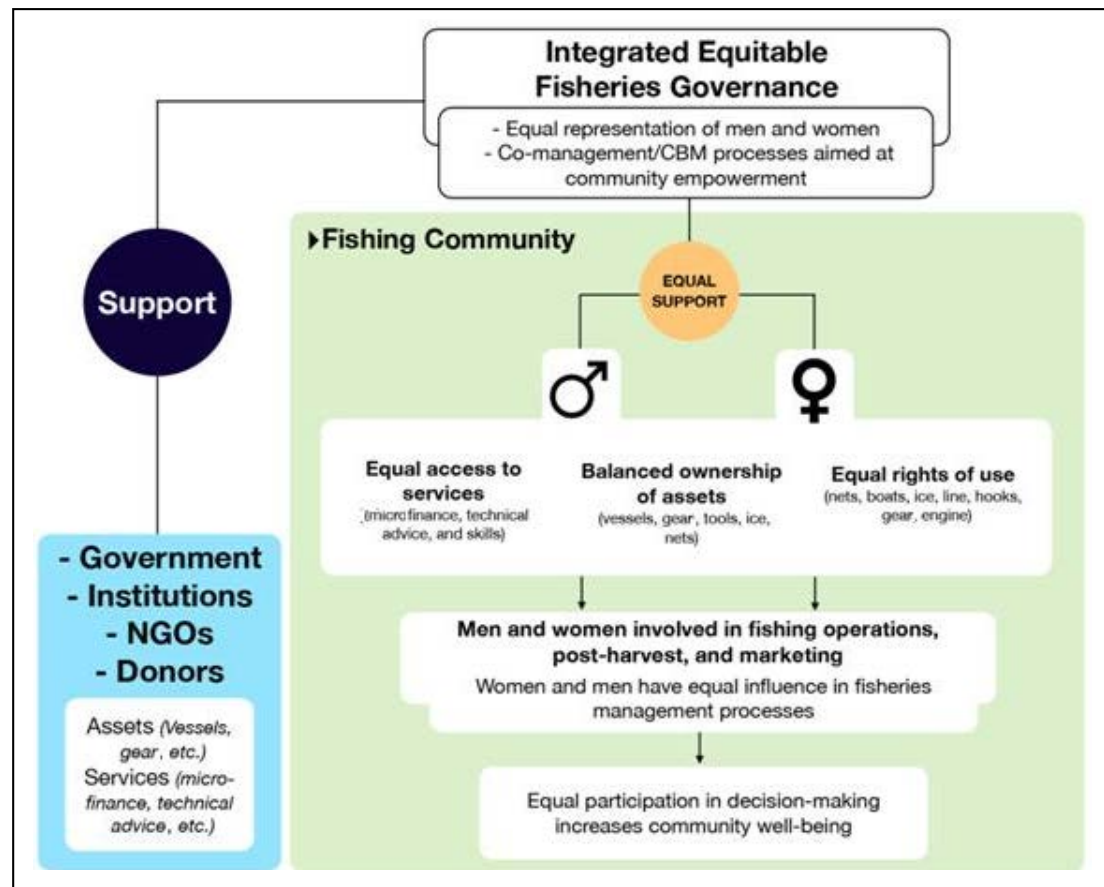 Integrated Equitable
Fisheries Governance
- Equal representation of men and women
- Co-management/CBM processes aimed at
community empowerment
Support
- Government
- Institutions
- NGOs
- Donors
Assets (Vessels,
gear, etc.)
Services (micro-
finance, technical
advice, etc.)
Fishing Community
EQUAL
SUPPORT
Equal access to
services
(microfinance, technical
advice, and skills)
Balanced ownership
of assets
(vessels, gear, tools, ice,
nets)
Equal rights of use
(nets, boats, ice, line, hooks,
gear, engine)
Men and women involved in fishing operations,
post-harvest, and marketing
Women and men have equal influence in fisheries
management processes
Equal participation in decision-making
increases community well-being